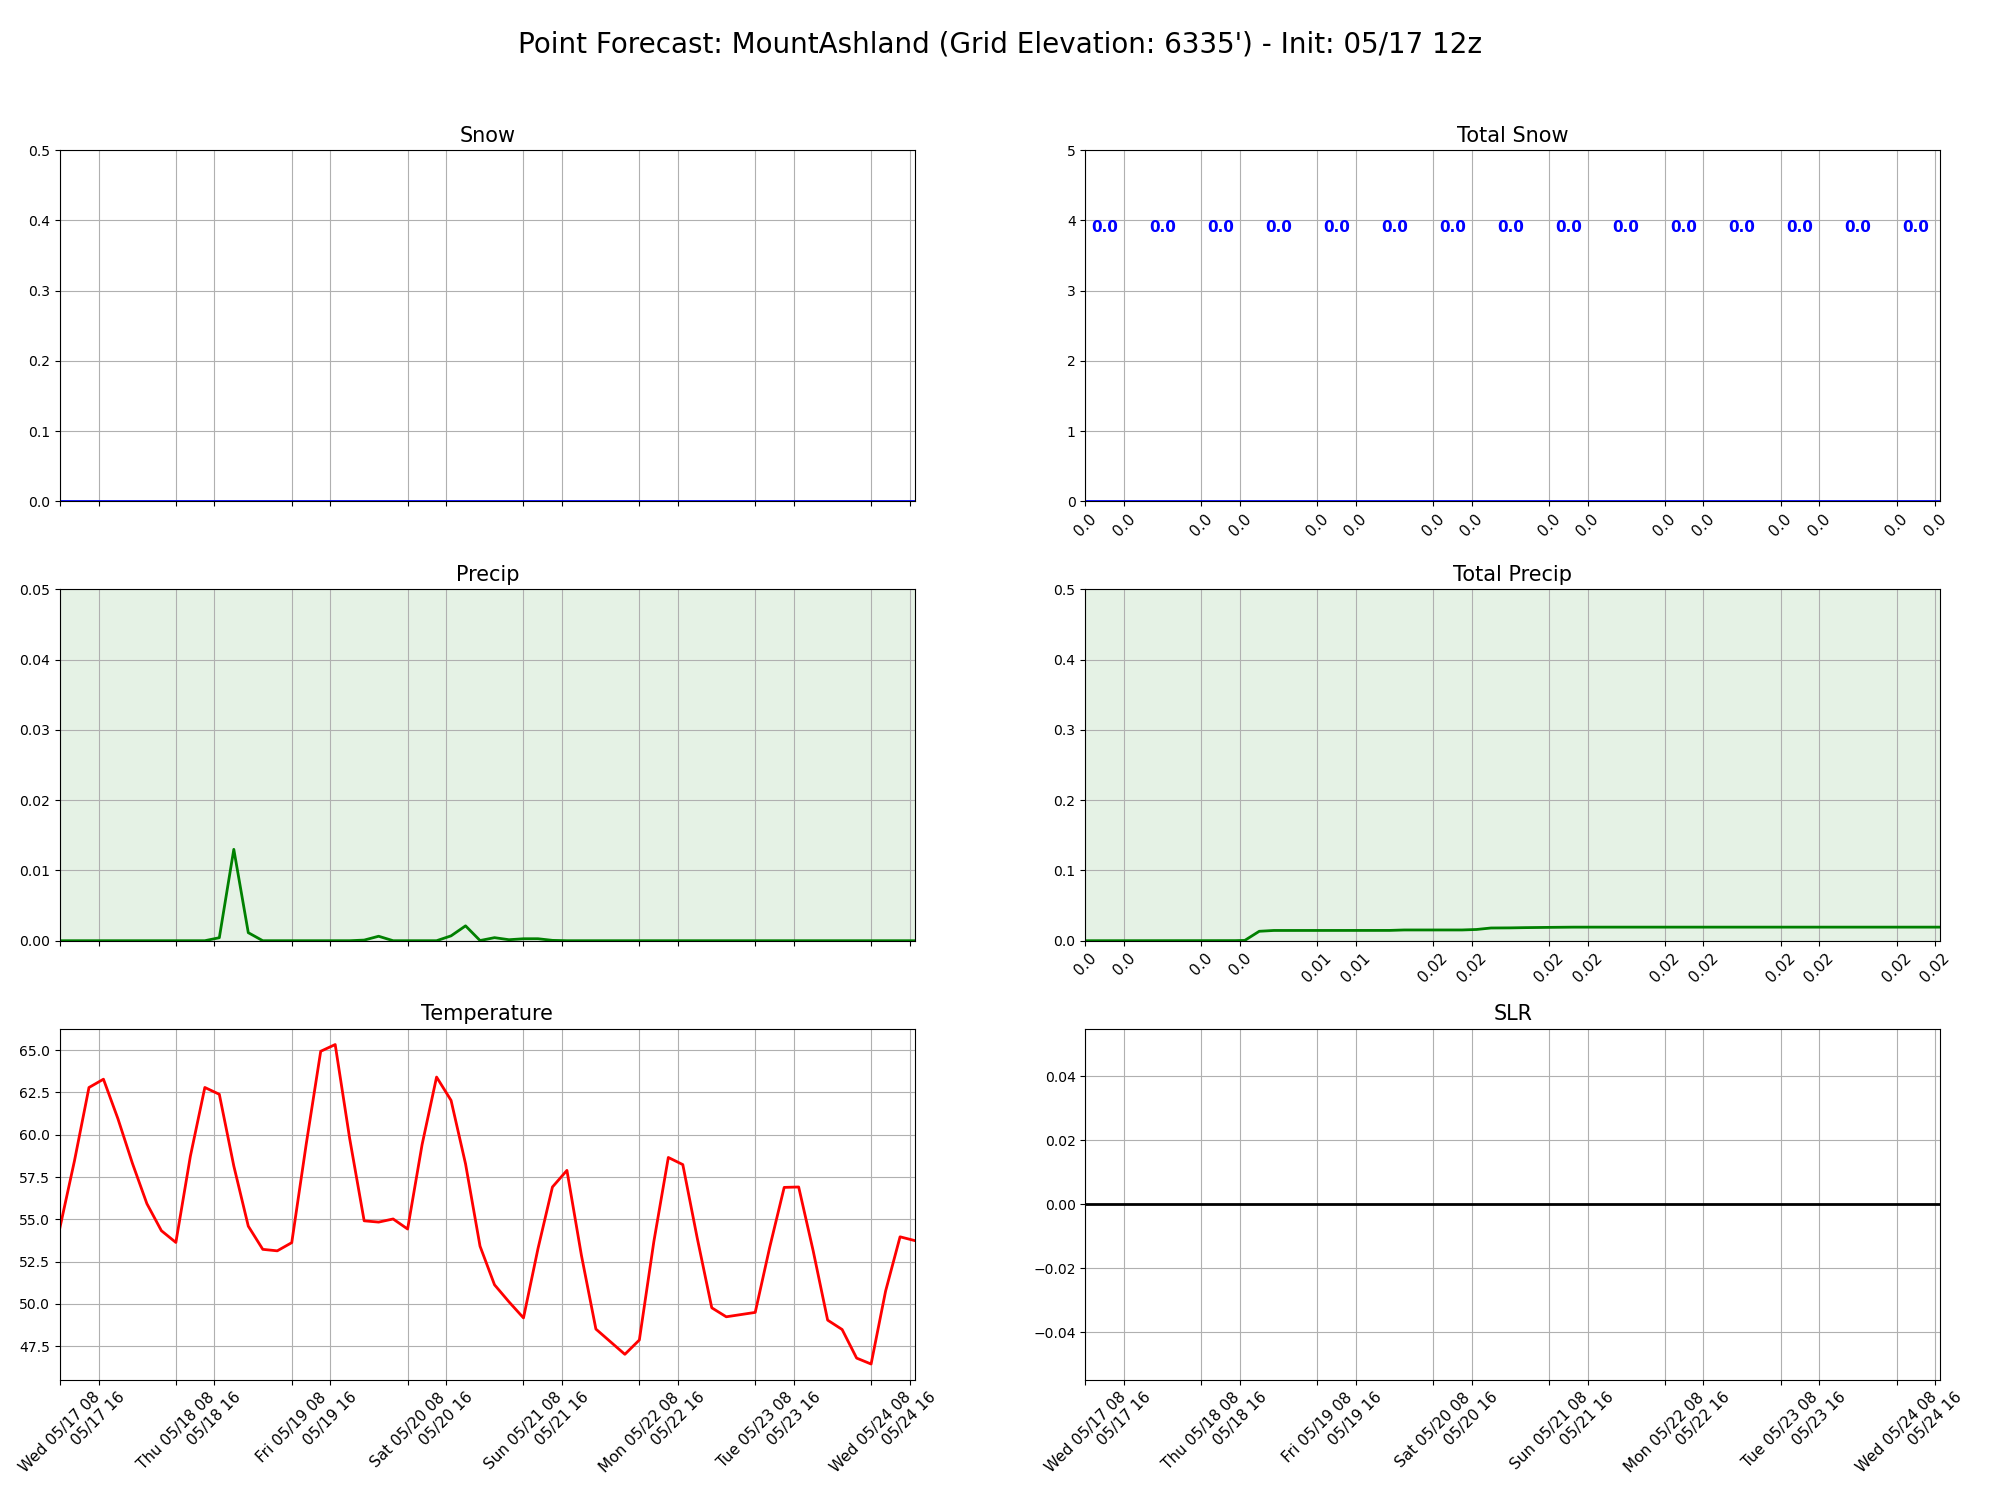 Point Forecast: MountAshland (Grid Elevation: 6335') - Init: 05/17 12z
Snow
0.5
0.4
0.3
0.2
0.1
0.0
Total Snow
5
4
3
2
1
0
0.0 0.0 0.0 0.0 0.0 0.0 0.0 0.0 0.0 0.0 0.0 0.0 0.0 0.0 0.0
0.0 0.0 0.0 0.0 0.0 0.0 0.0 0.0 0.0 0.0 0.0 0.0 0.0 0.0 0.0 0.0
Precip
0.05
0.04
0.03
0.02
0.01
0.00
Total Precip
0.5
0.4
0.3
0.2
0.1
0.0
0.0 0.0 0.0 0.0 0.01 0.01 0.02 0.02 0.02 0.02 0.02 0.02 0.02 0.02 0.02 0.02
Temperature
65.0
62.5
60.0
57.5
55.0
52.5
50.0
47.5
Wed 05/17 08
05/17 16
Thu 05/18 08
05/18 16
Fri 05/19 08
05/19 16
Sat 05/20 08
05/20 16
Sun 05/21 08
05/21 16
Mon 05/22 08
05/22 16
Tue 05/23 08
05/23 16
Wed 05/24 08
05/24 16
SLR
0.04
0.02
0.00
−0.02
−0.04
Wed 05/17 08
05/17 16
Thu 05/18 08
05/18 16
Fri 05/19 08
05/19 16
Sat 05/20 08
05/20 16
Sun 05/21 08
05/21 16
Mon 05/22 08
05/22 16
Tue 05/23 08
05/23 16
Wed 05/24 08
05/24 16